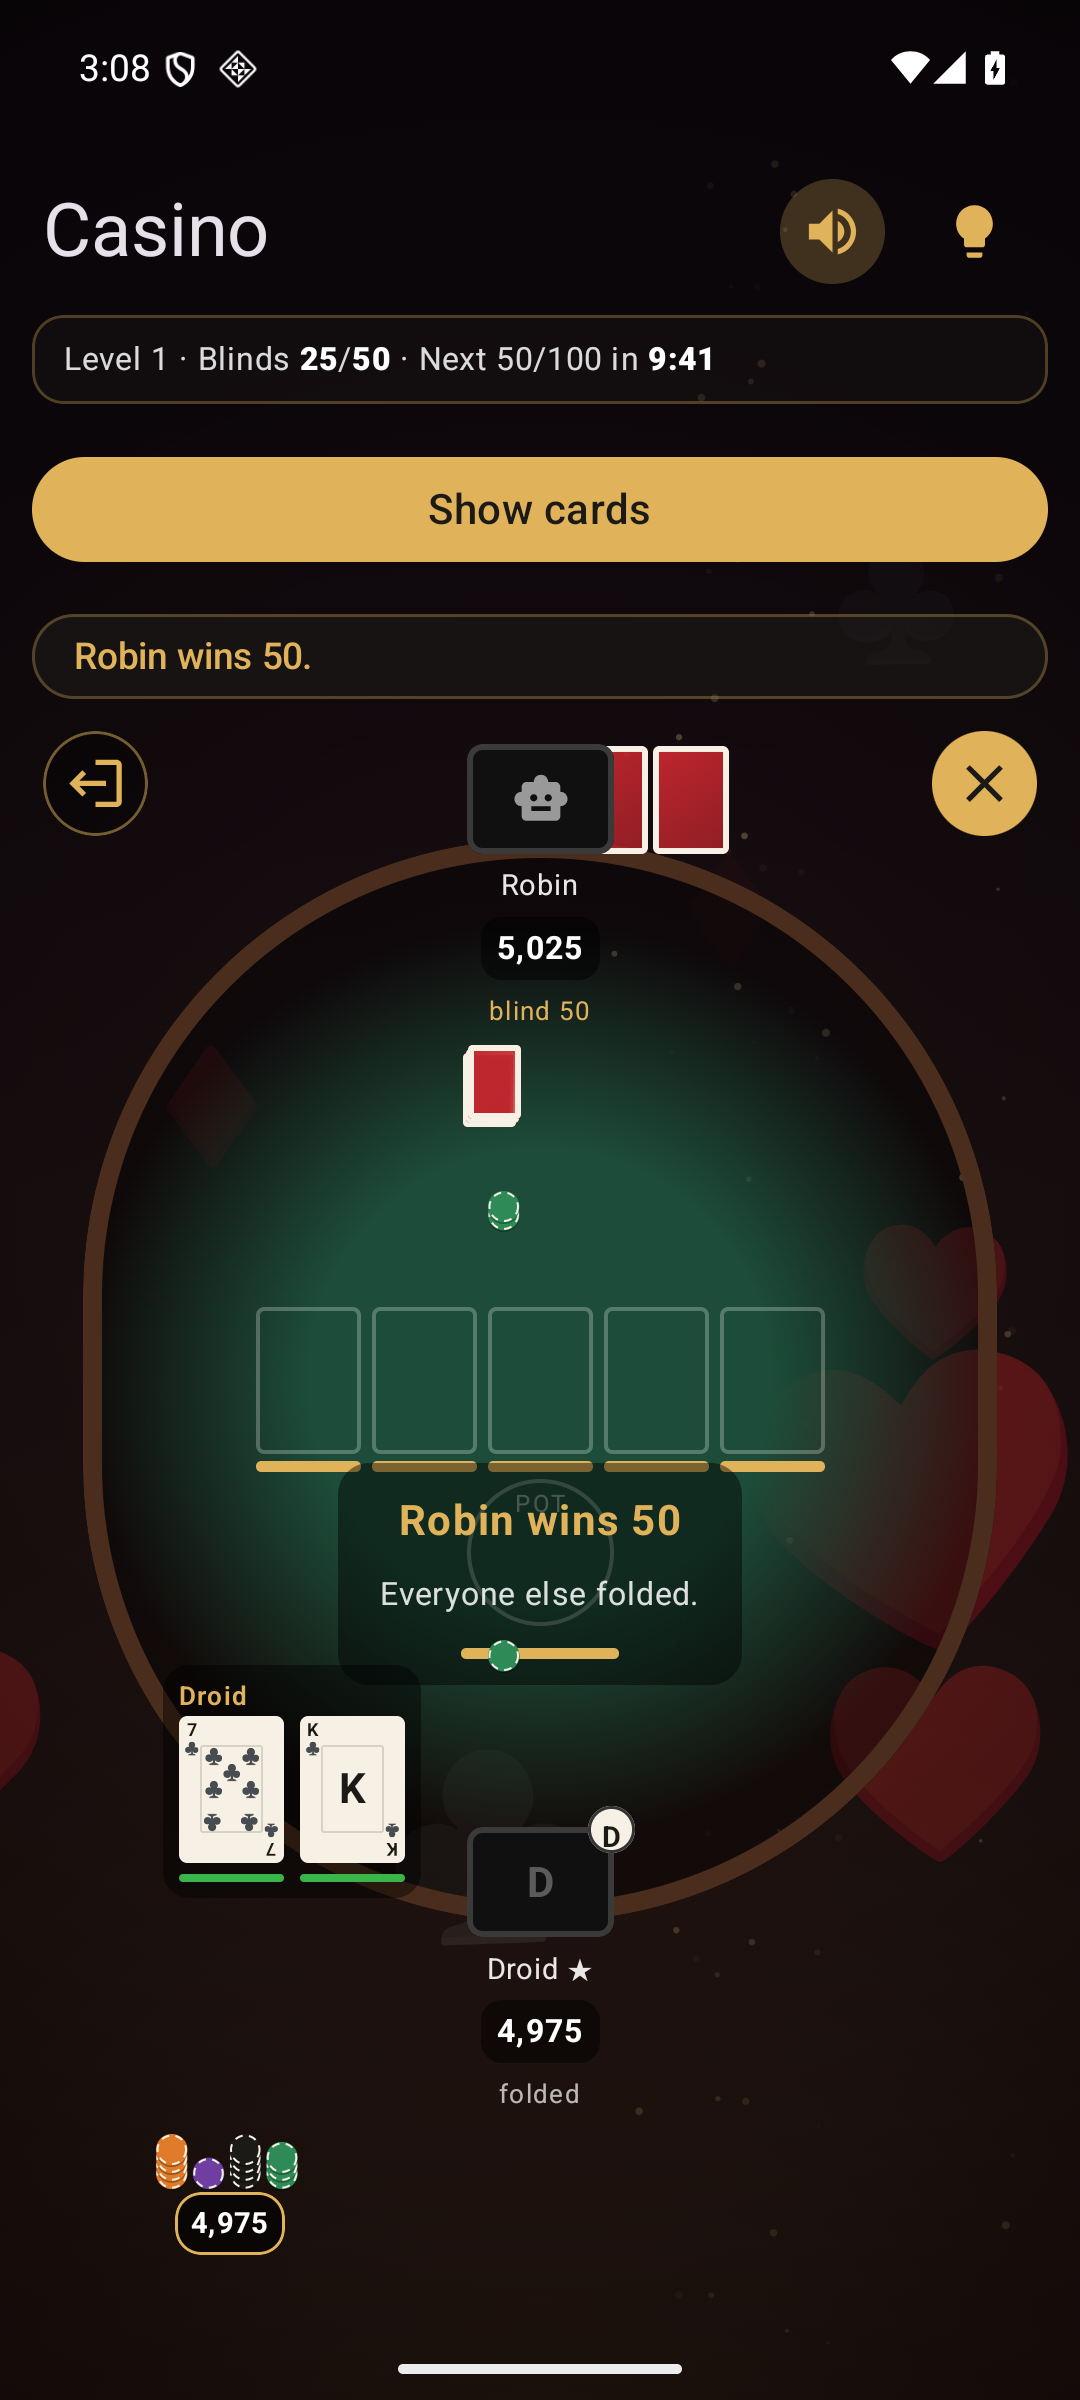 3:08
Casino
Level 1 · Blinds 25/50 · Next 50/100 in 9:41
Show cards
Robin wins 50.
Robin
5,025
blind 50
POT
Robin wins 50
Everyone else folded.
Droid
7 K
K
7 K
D
D
Droid ★
4,975
folded
4,975